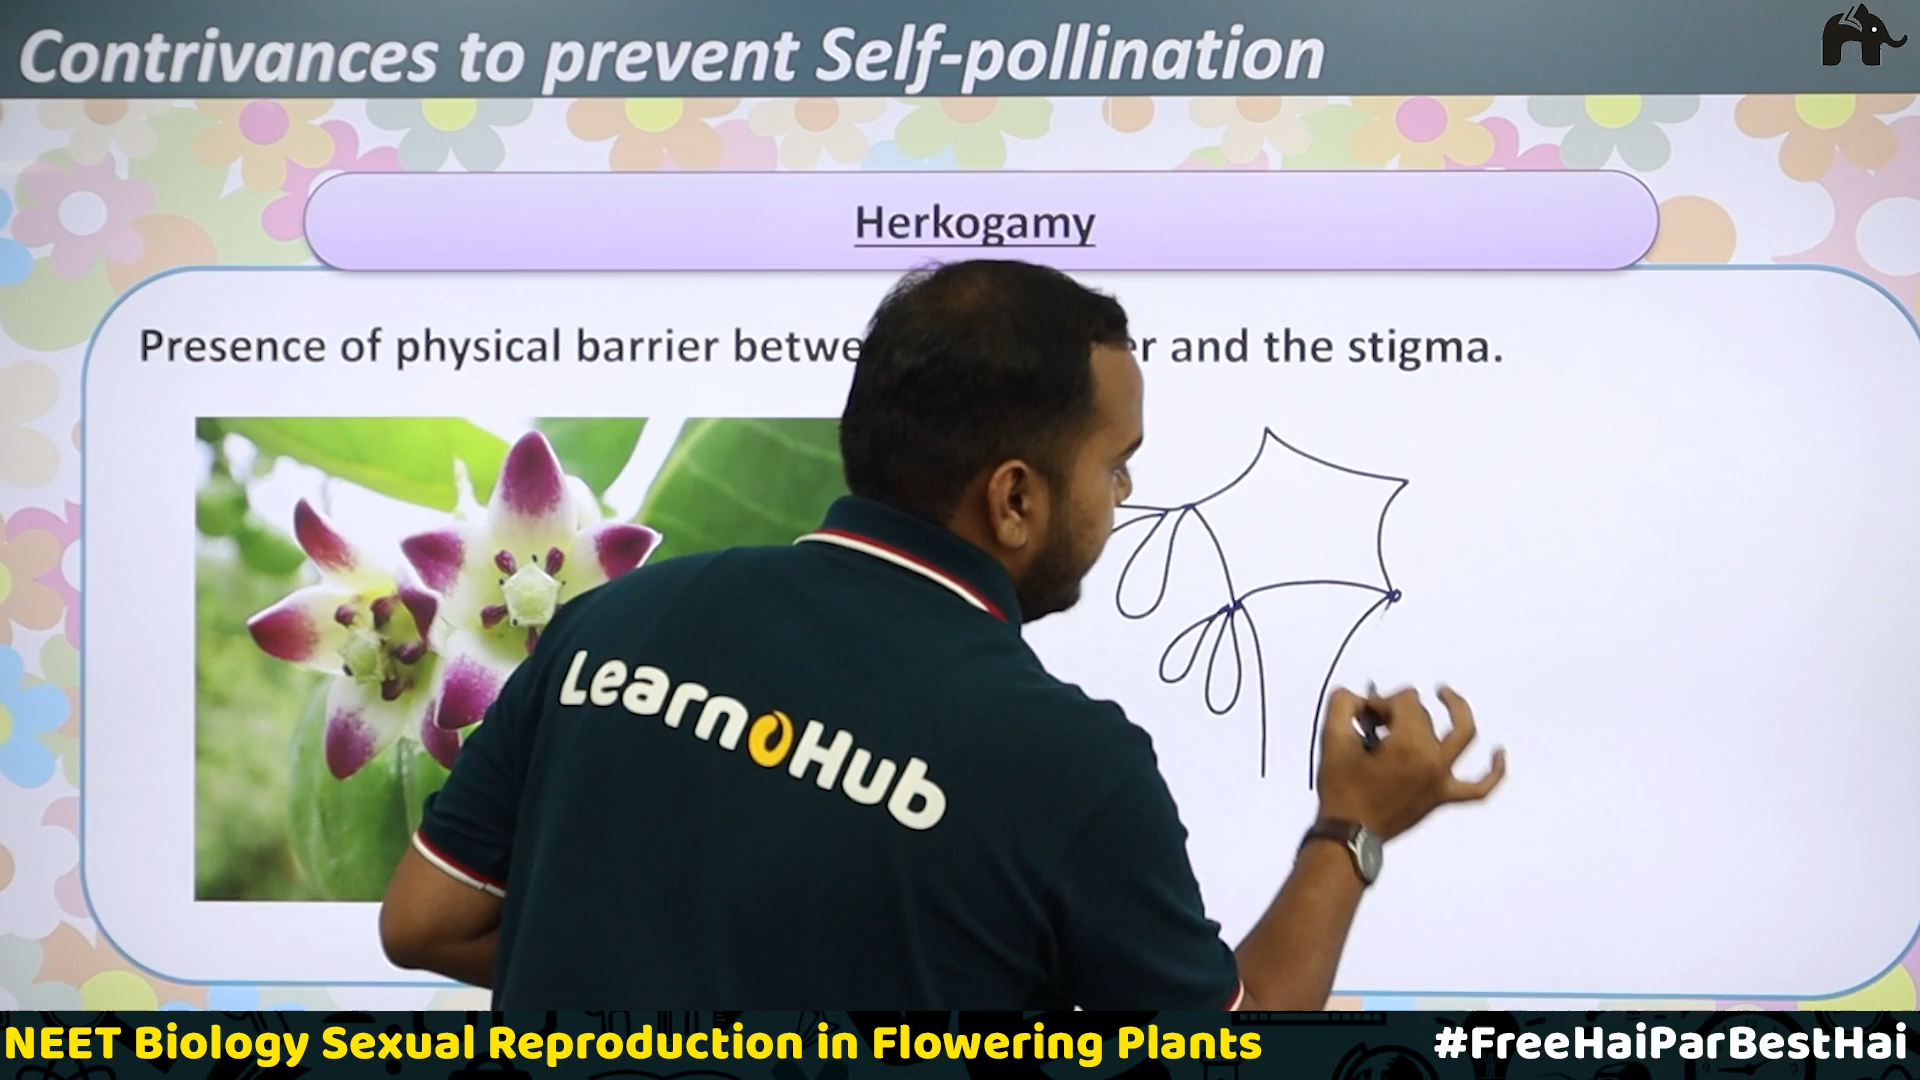 Contrivances to prevent Self-pollination
Herkogamy
Presence of physical barrier and the stigma.
LearnoHub
NEET Biology Sexual Reproduction in Flowering Plants
#FreeHaiParBestHai